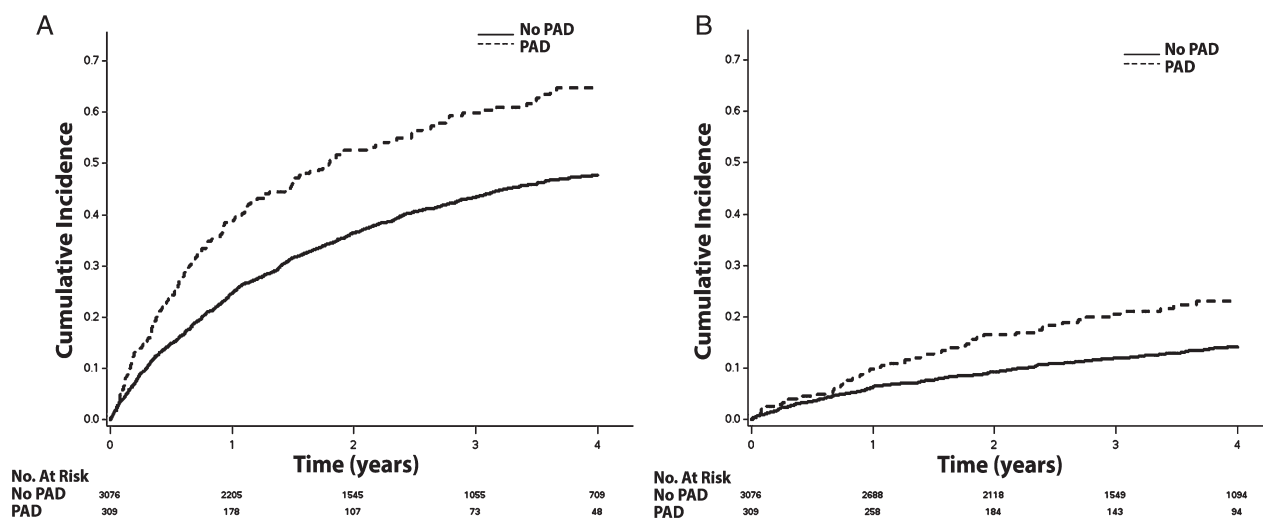 A
No PAD
PAD
0.7
0.6
0.5
0.4
0.3
0.2
0.1
0.0
Cumulative Incidence
0 1 2 3 4
Time (years)
No. At Risk
No PAD 3076 2205 1545 1055 709
PAD 309 178 107 73 48
B
No PAD
PAD
0.7
0.6
0.5
0.4
0.3
0.2
0.1
0.0
Cumulative Incidence
0 1 2 3 4
Time (years)
No. At Risk
No PAD 3076 2688 2118 1549 1094
PAD 309 258 184 143 94